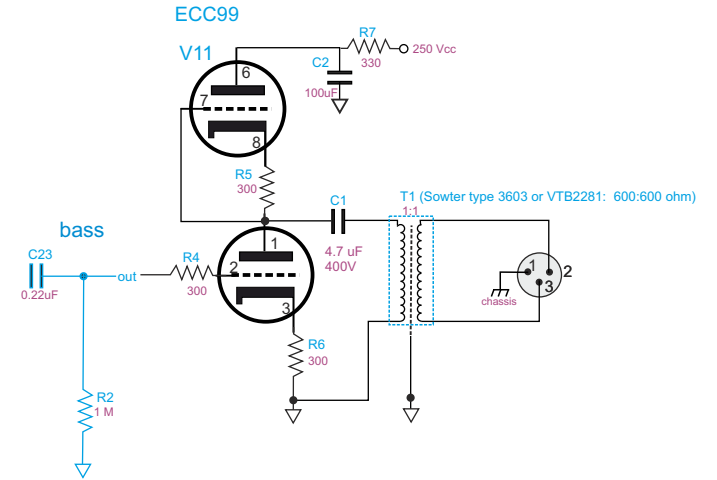 ECC99
V11
R7
250 Vcc
330
C2
100uF
6
7
8
R5
300
C1
4.7 uF
400V
T1 (Sowter type 3603 or VTB2281: 600:600 ohm)
1:1
bass
C23
0.22uF
out
R4
300
1
2
3
R6
300
R2
1 M
1
2
3
chassis